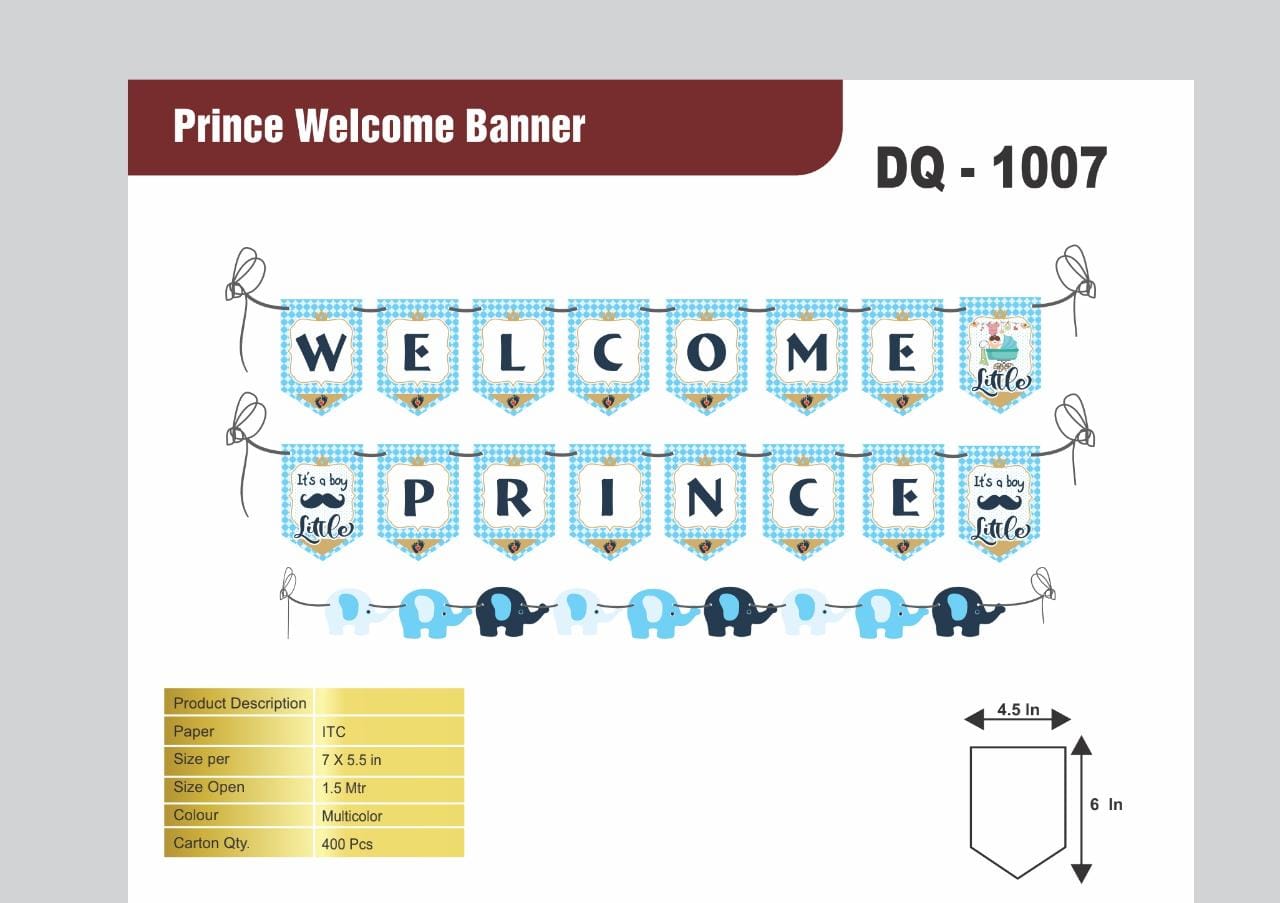 Prince Welcome Banner
DQ - 1007
W E L C O M E Little
It's a boy Little P R I N C E It's a boy Little
Product Description
Paper ITC
Size per 7 X 5.5 in
Size Open 1.5 Mtr
Colour Multicolor
Carton Qty. 400 Pcs
4.5 In
6 In